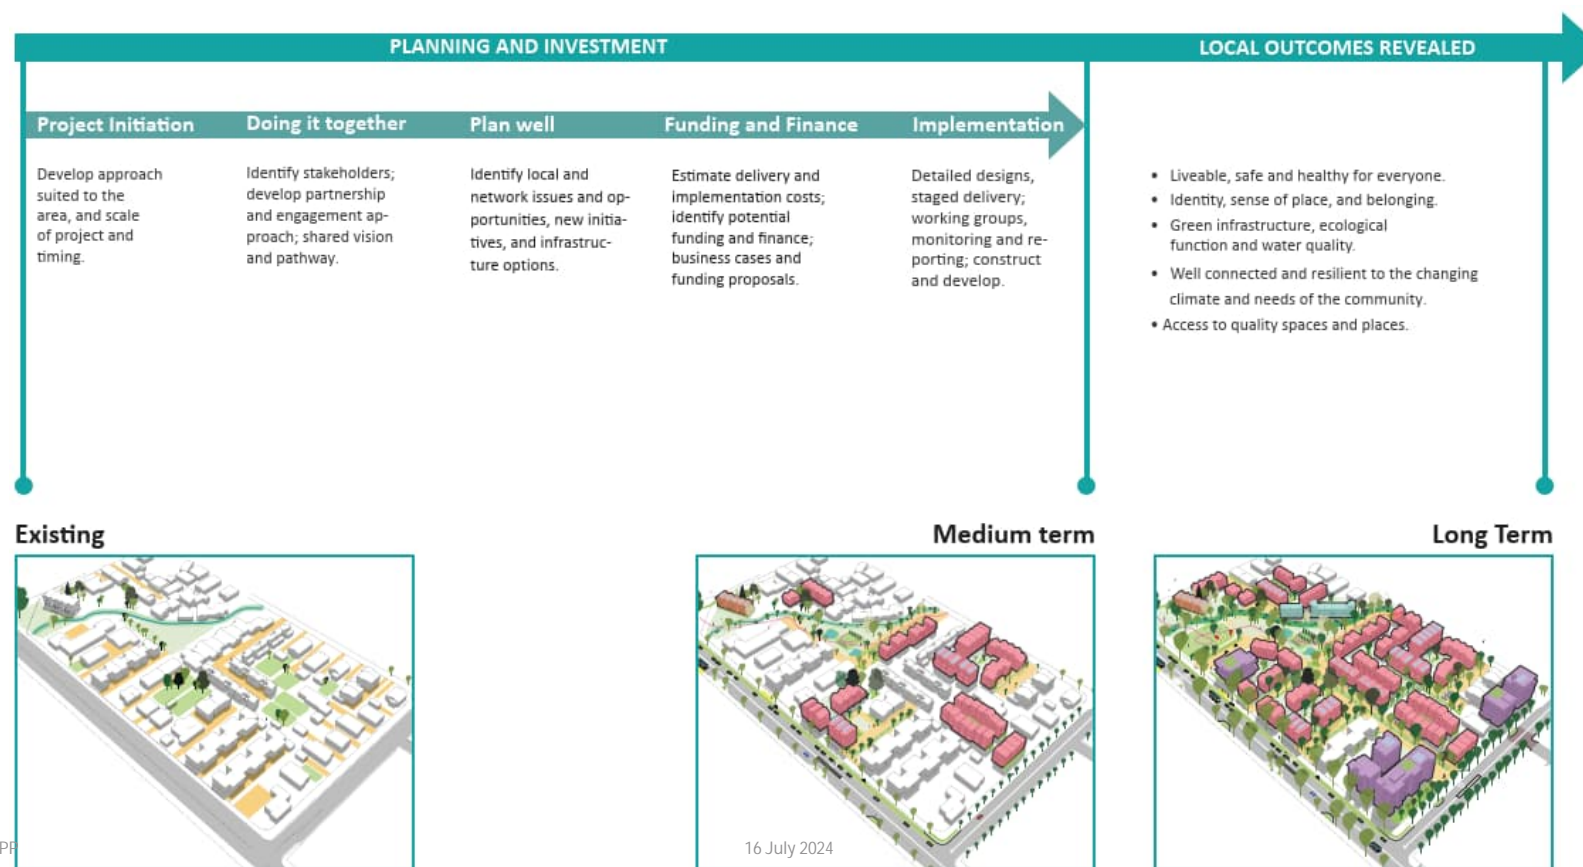 PLANNING AND INVESTMENT
LOCAL OUTCOMES REVEALED
Project Initiation
Develop approach
suited to the
area, and scale
of project and
timing.
Doing it together
Identify stakeholders;
develop partnership
and engagement ap-
proach; shared vision
and pathway.
Plan well
Identify local and
network issues and op-
portunities, new initia-
tives, and infrastruc-
ture options.
Funding and Finance
Estimate delivery and
implementation costs;
identify potential
funding and finance;
business cases and
funding proposals.
Implementation
Detailed designs,
staged delivery;
working groups,
monitoring and re-
porting; construct
and develop.
• Liveable, safe and healthy for everyone.
• Identity, sense of place, and belonging.
• Green infrastructure, ecological
function and water quality.
• Well connected and resilient to the changing
climate and needs of the community.
• Access to quality spaces and places.
Existing
Medium term
Long Term
16 July 2024